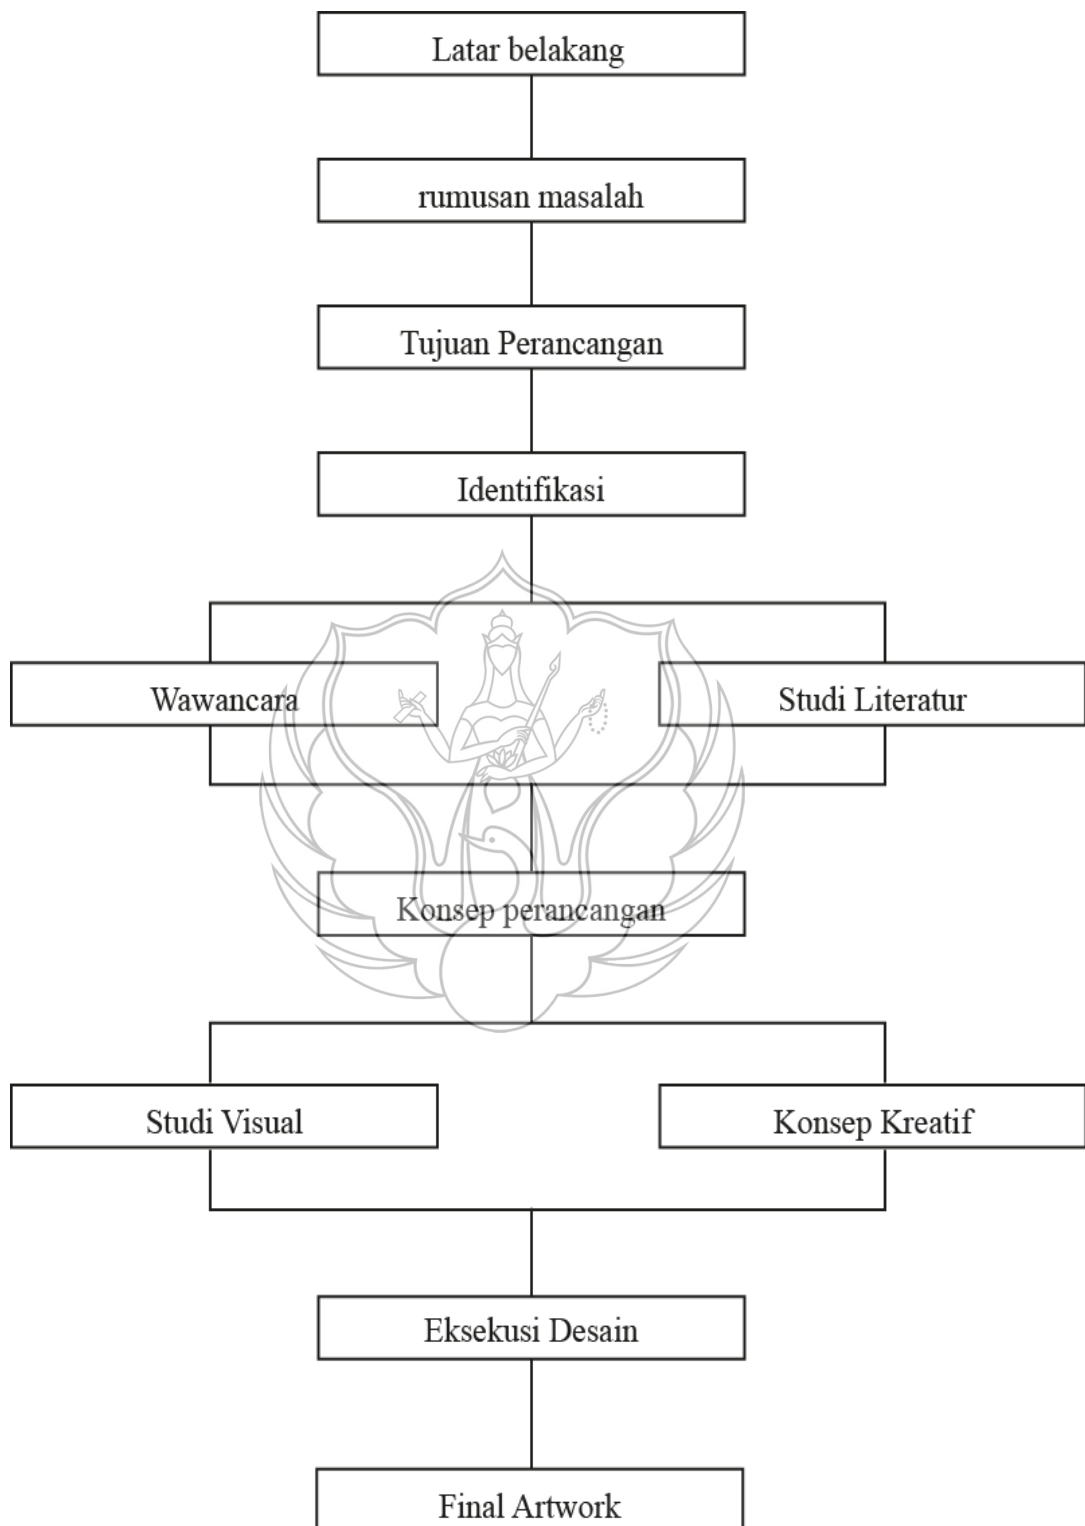 Latar belakang
rumusan masalah
Tujuan Perancangan
Identifikasi
Wawancara
Studi Literatur
Konsep perancangan
Studi Visual
Konsep Kreatif
Eksekusi Desain
Final Artwork